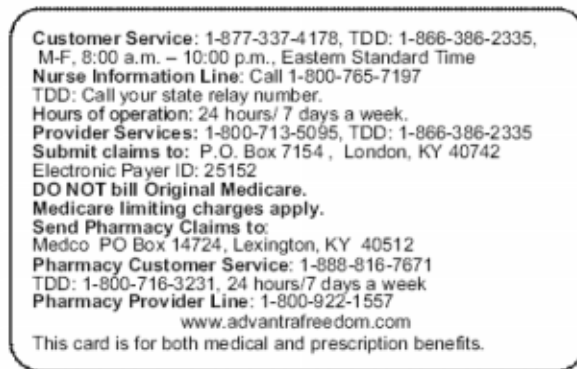 Customer Service: 1-877-337-4178, TDD: 1-866-386-2335,
M-F, 8:00 a.m. – 10:00 p.m., Eastern Standard Time
Nurse Information Line: Call 1-800-765-7197
TDD: Call your state relay number.
Hours of operation: 24 hours/ 7 days a week.
Provider Services: 1-800-713-5095, TDD: 1-866-386-2335
Submit claims to: P.O. Box 7154 , London, KY 40742
Electronic Payer ID: 25152
DO NOT bill Original Medicare.
Medicare limiting charges apply.
Send Pharmacy Claims to:
Medco PO Box 14724, Lexington, KY 40512
Pharmacy Customer Service: 1-888-816-7671
TDD: 1-800-716-3231, 24 hours/7 days a week
Pharmacy Provider Line: 1-800-922-1557
www.advantrafreedom.com
This card is for both medical and prescription benefits.